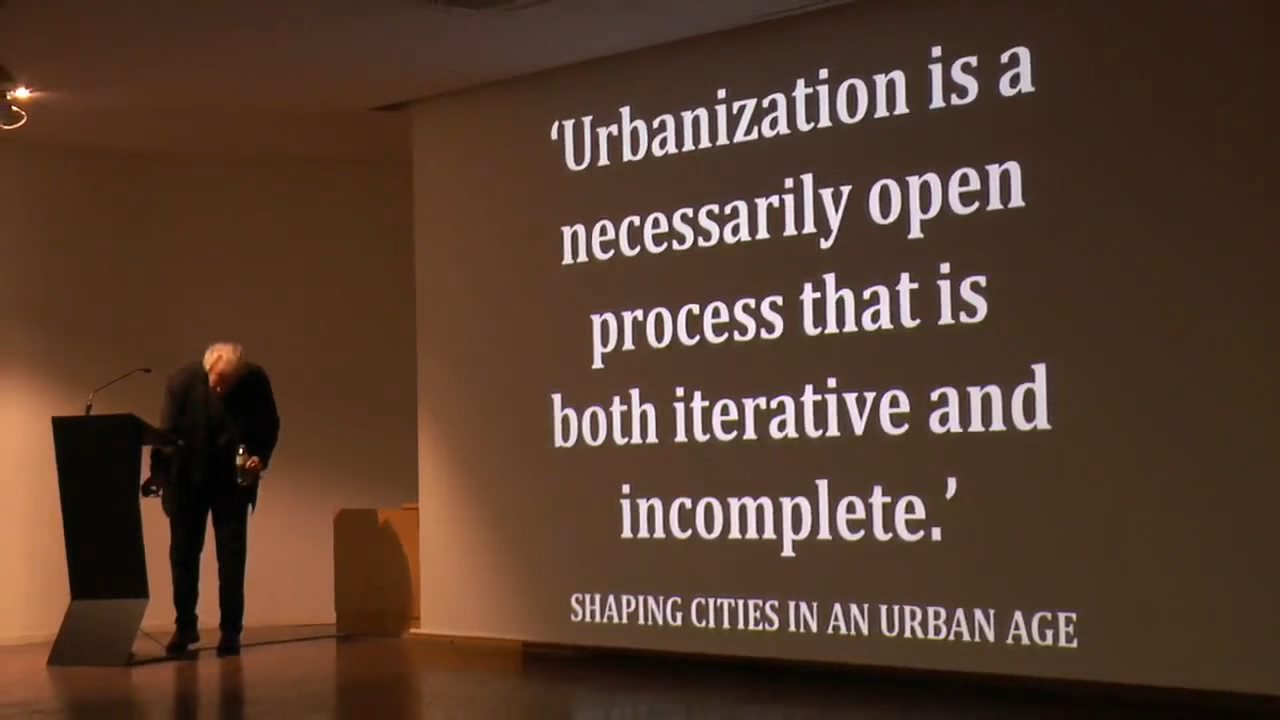 ‘Urbanization is a
necessarily open
process that is
both iterative and
incomplete.’
SHAPING CITIES IN AN URBAN AGE